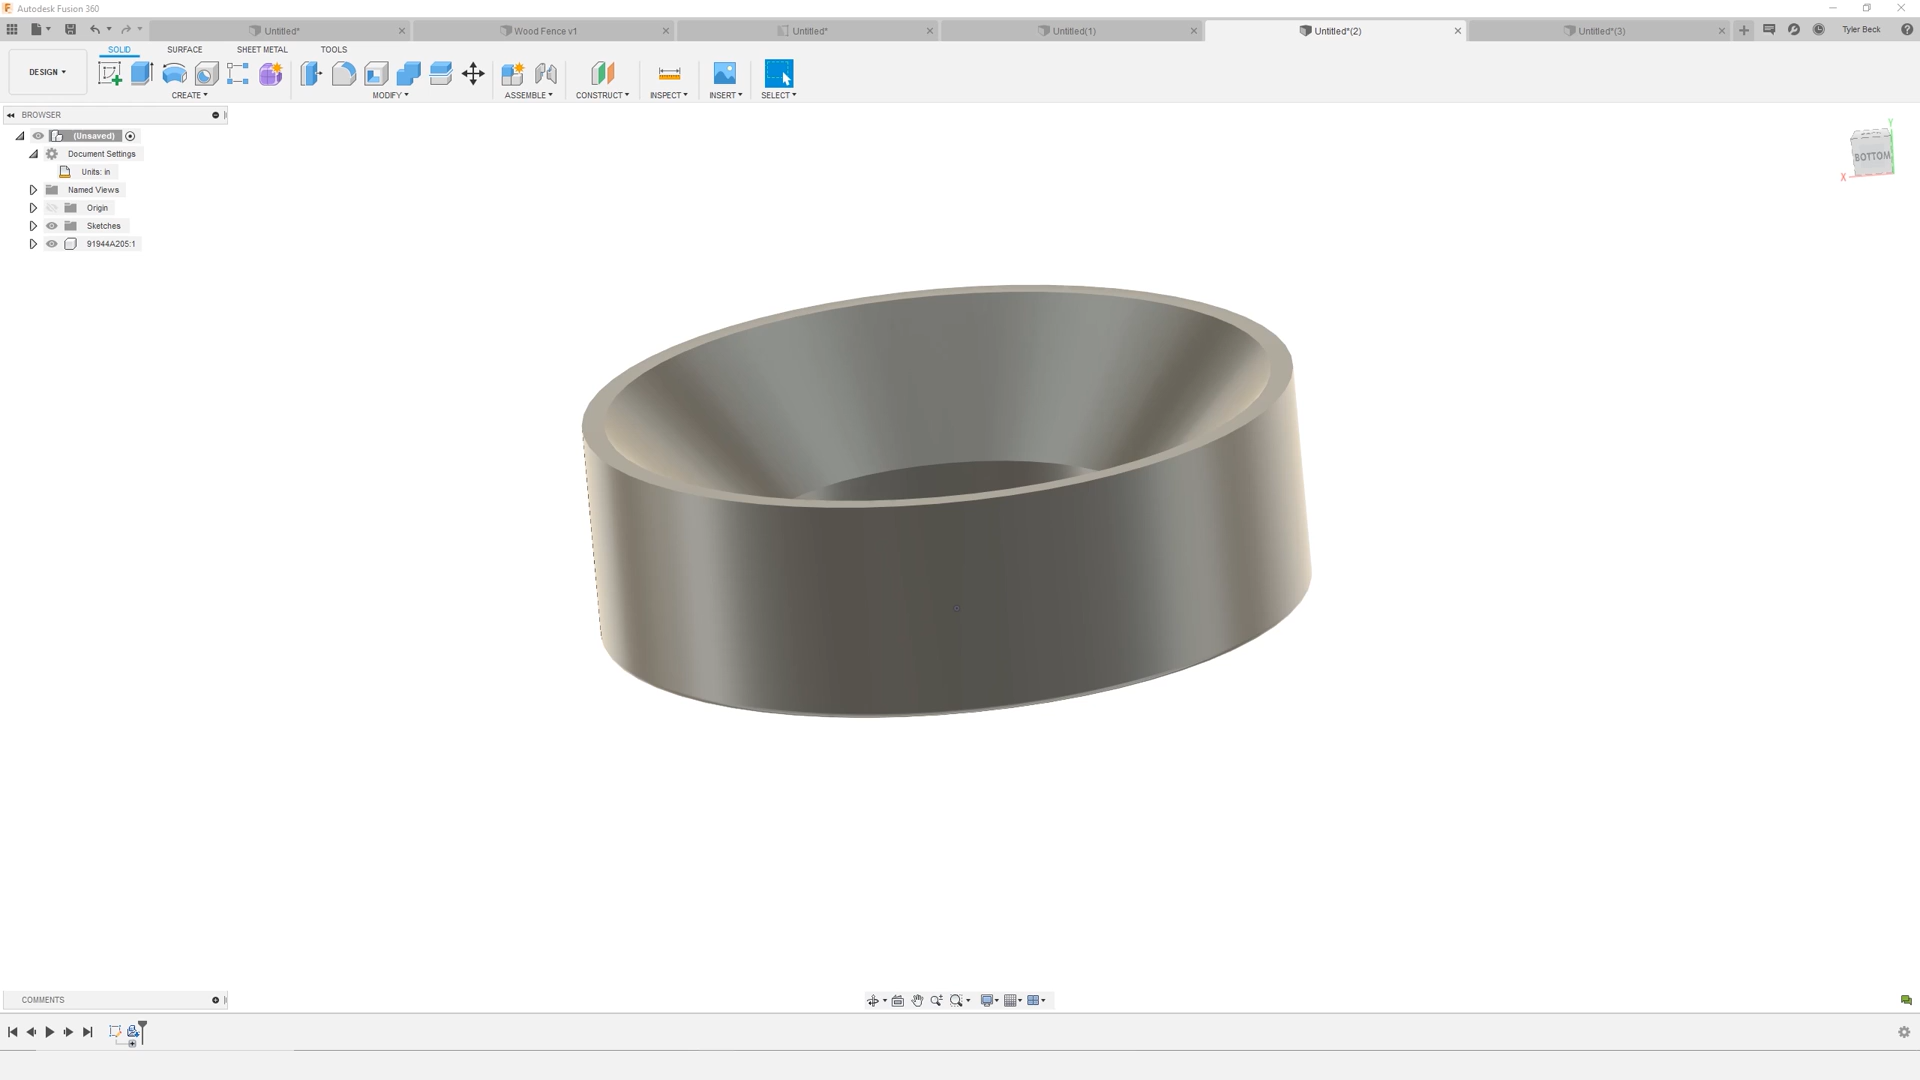 Autodesk Fusion 360
Untitled*
Wood Fence v1
Untitled*
Untitled(1)
Untitled*(2)
Untitled*(3)
Tyler Beck
SOLID
SURFACE
SHEET METAL
TOOLS
DESIGN
CREATE
MODIFY
ASSEMBLE
CONSTRUCT
INSPECT
INSERT
SELECT
BROWSER
(Unsaved)
Document Settings
Units: in
Named Views
Origin
Sketches
91944A205:1
Y
BOTTOM
X
COMMENTS